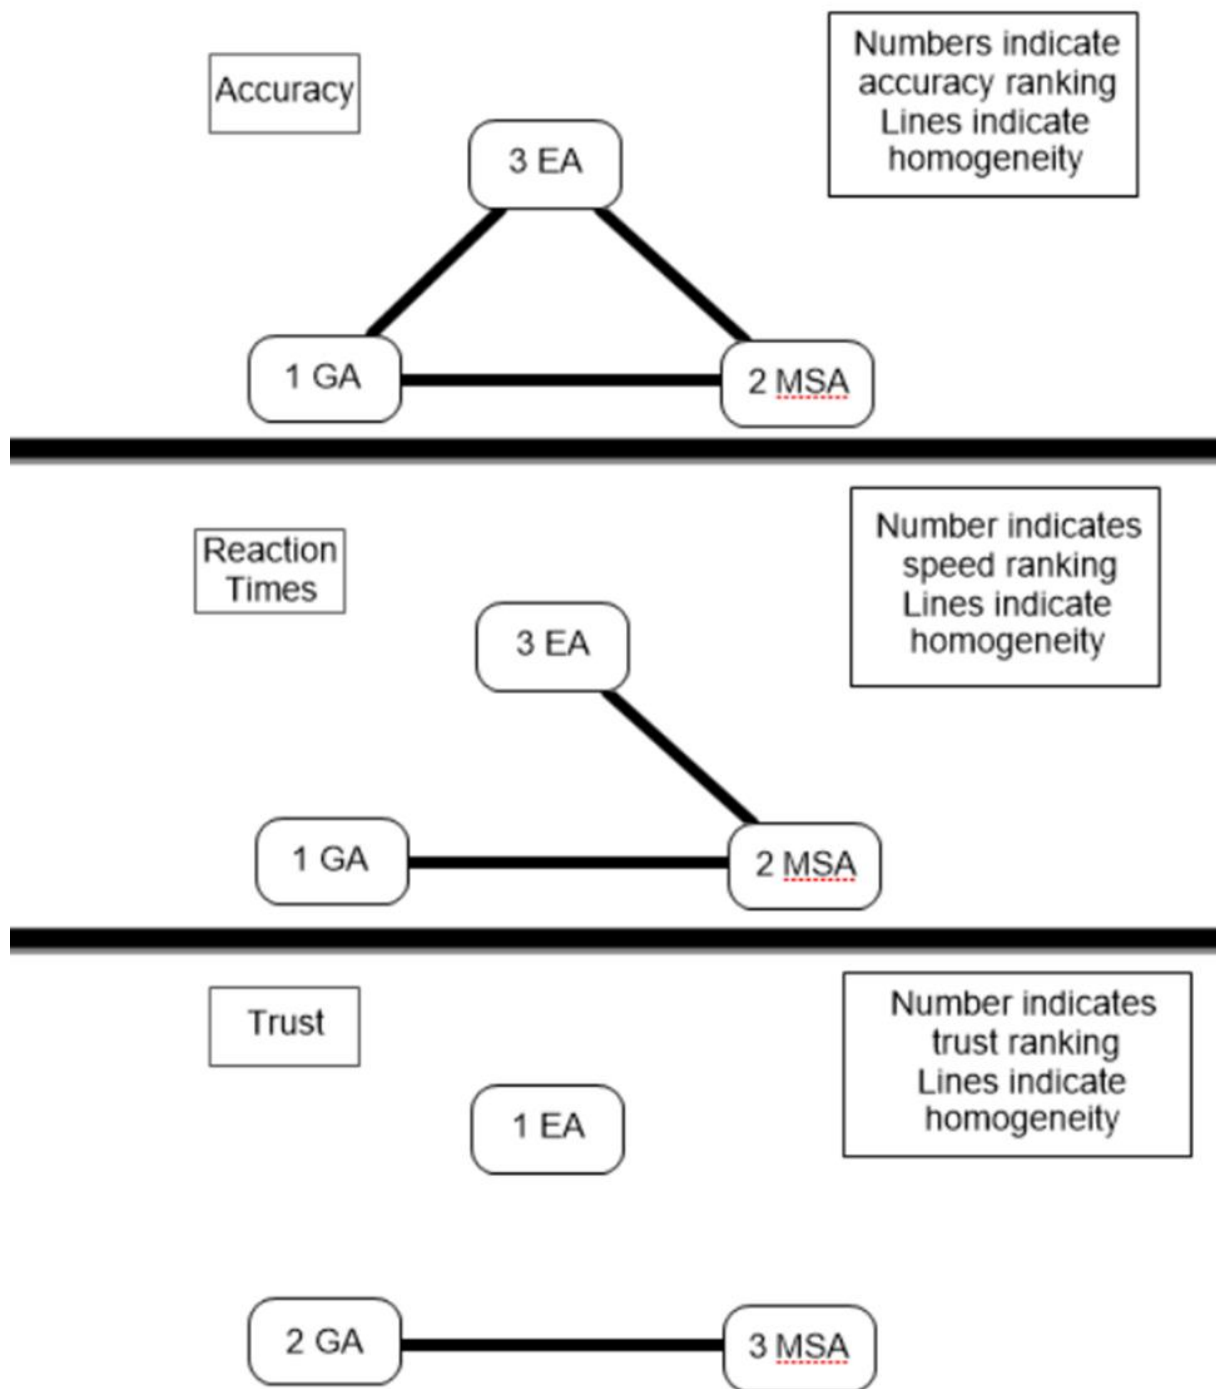 Accuracy
Numbers indicate
accuracy ranking
Lines indicate
homogeneity
3 EA
1 GA
2 MSA
Reaction
Times
Number indicates
speed ranking
Lines indicate
homogeneity
3 EA
1 GA
2 MSA
Trust
Number indicates
trust ranking
Lines indicate
homogeneity
1 EA
2 GA
3 MSA